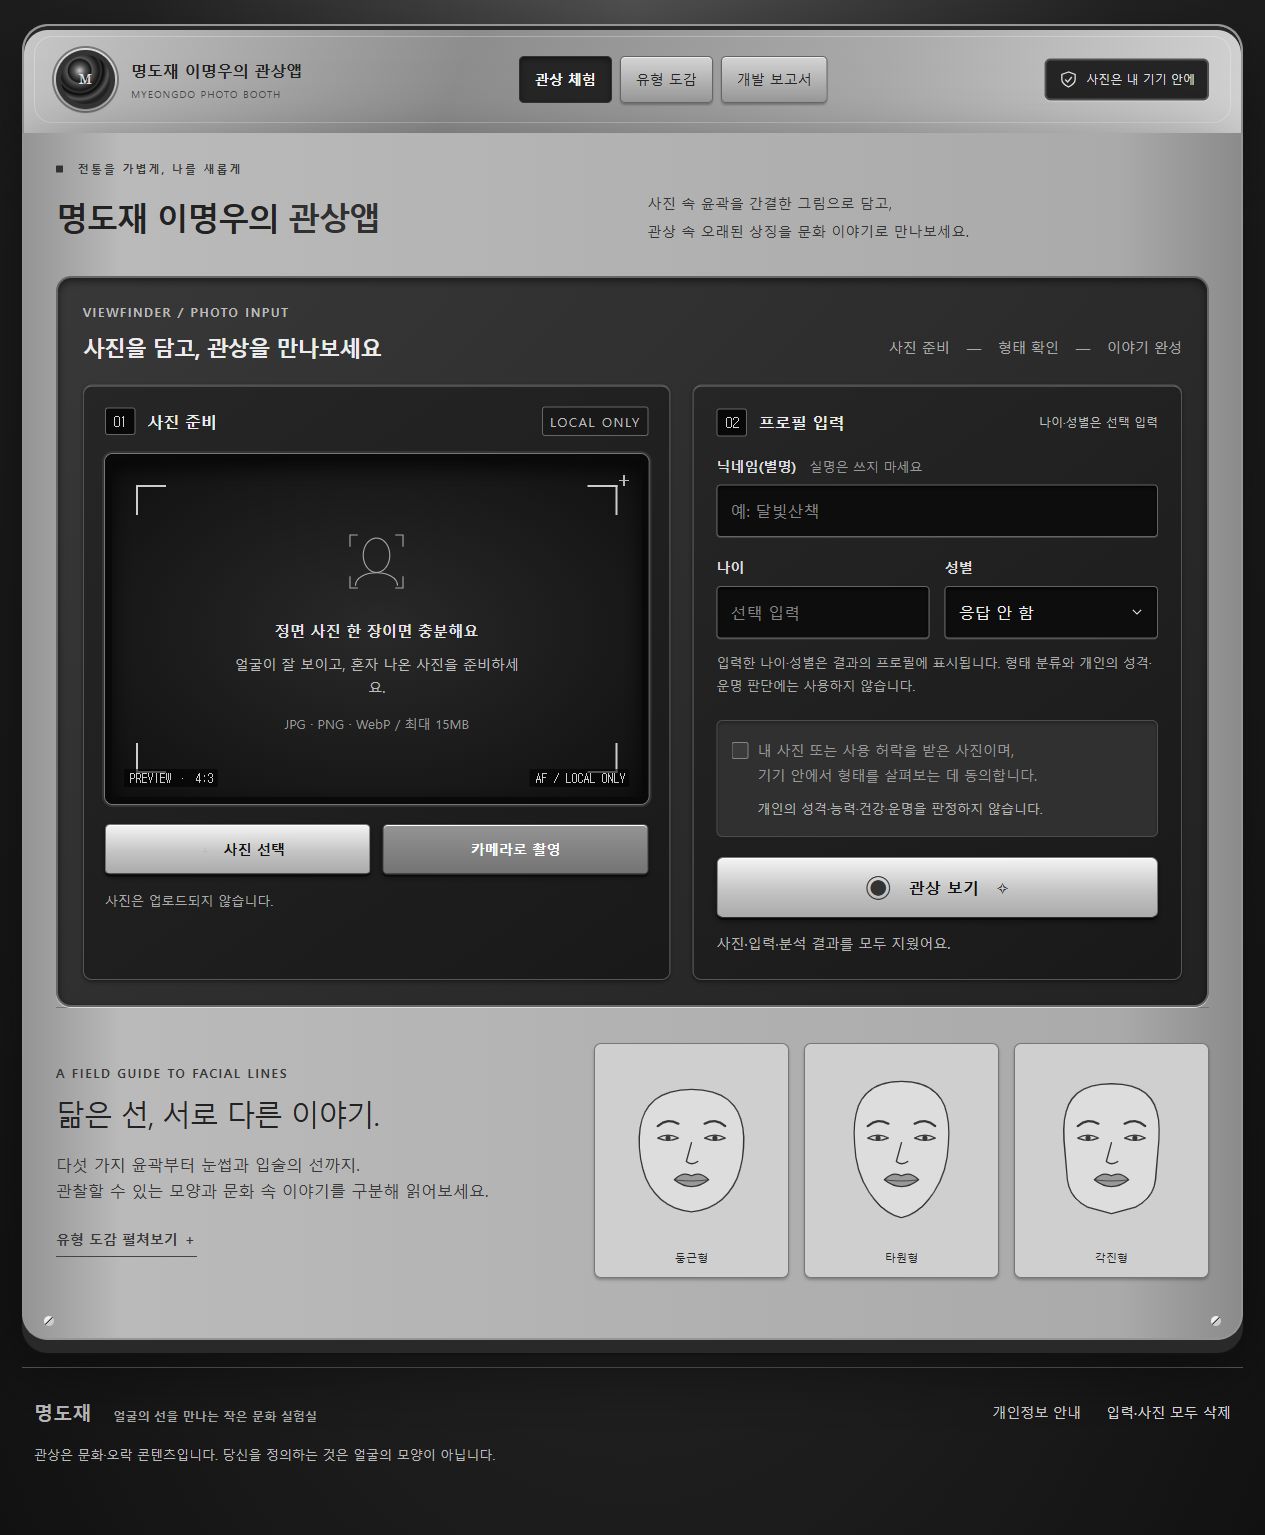 M
명도재 이명우의 관상앱
MYEONGDO PHOTO BOOTH
관상 체험
유형 도감
개발 보고서
사진은 내 기기 안에
전통을 가볍게, 나를 새롭게
명도재 이명우의 관상앱
사진 속 윤곽을 간결한 그림으로 담고,
관상 속 오래된 상징을 문화 이야기로 만나보세요.
VIEWFINDER / PHOTO INPUT
사진을 담고, 관상을 만나보세요
사진 준비 — 형태 확인 — 이야기 완성
01 사진 준비
LOCAL ONLY
정면 사진 한 장이면 충분해요
얼굴이 잘 보이고, 혼자 나온 사진을 준비하세
요.
JPG · PNG · WebP / 최대 15MB
PREVIEW · 4:3
AF / LOCAL ONLY
사진 선택
카메라로 촬영
사진은 업로드되지 않습니다.
02 프로필 입력
나이·성별은 선택 입력
닉네임(별명) 실명은 쓰지 마세요
예: 달빛산책
나이
성별
선택 입력
응답 안 함
입력한 나이·성별은 결과의 프로필에 표시됩니다. 형태 분류와 개인의 성격·
운명 판단에는 사용하지 않습니다.
내 사진 또는 사용 허락을 받은 사진이며,
기기 안에서 형태를 살펴보는 데 동의합니다.
개인의 성격·능력·건강·운명을 판정하지 않습니다.
관상 보기 ✧
사진·입력·분석 결과를 모두 지웠어요.
A FIELD GUIDE TO FACIAL LINES
닮은 선, 서로 다른 이야기.
다섯 가지 윤곽부터 눈썹과 입술의 선까지.
관찰할 수 있는 모양과 문화 속 이야기를 구분해 읽어보세요.
유형 도감 펼쳐보기 +
둥근형
타원형
각진형
명도재 얼굴의 선을 만나는 작은 문화 실험실
개인정보 안내
입력·사진 모두 삭제
관상은 문화·오락 콘텐츠입니다. 당신을 정의하는 것은 얼굴의 모양이 아닙니다.